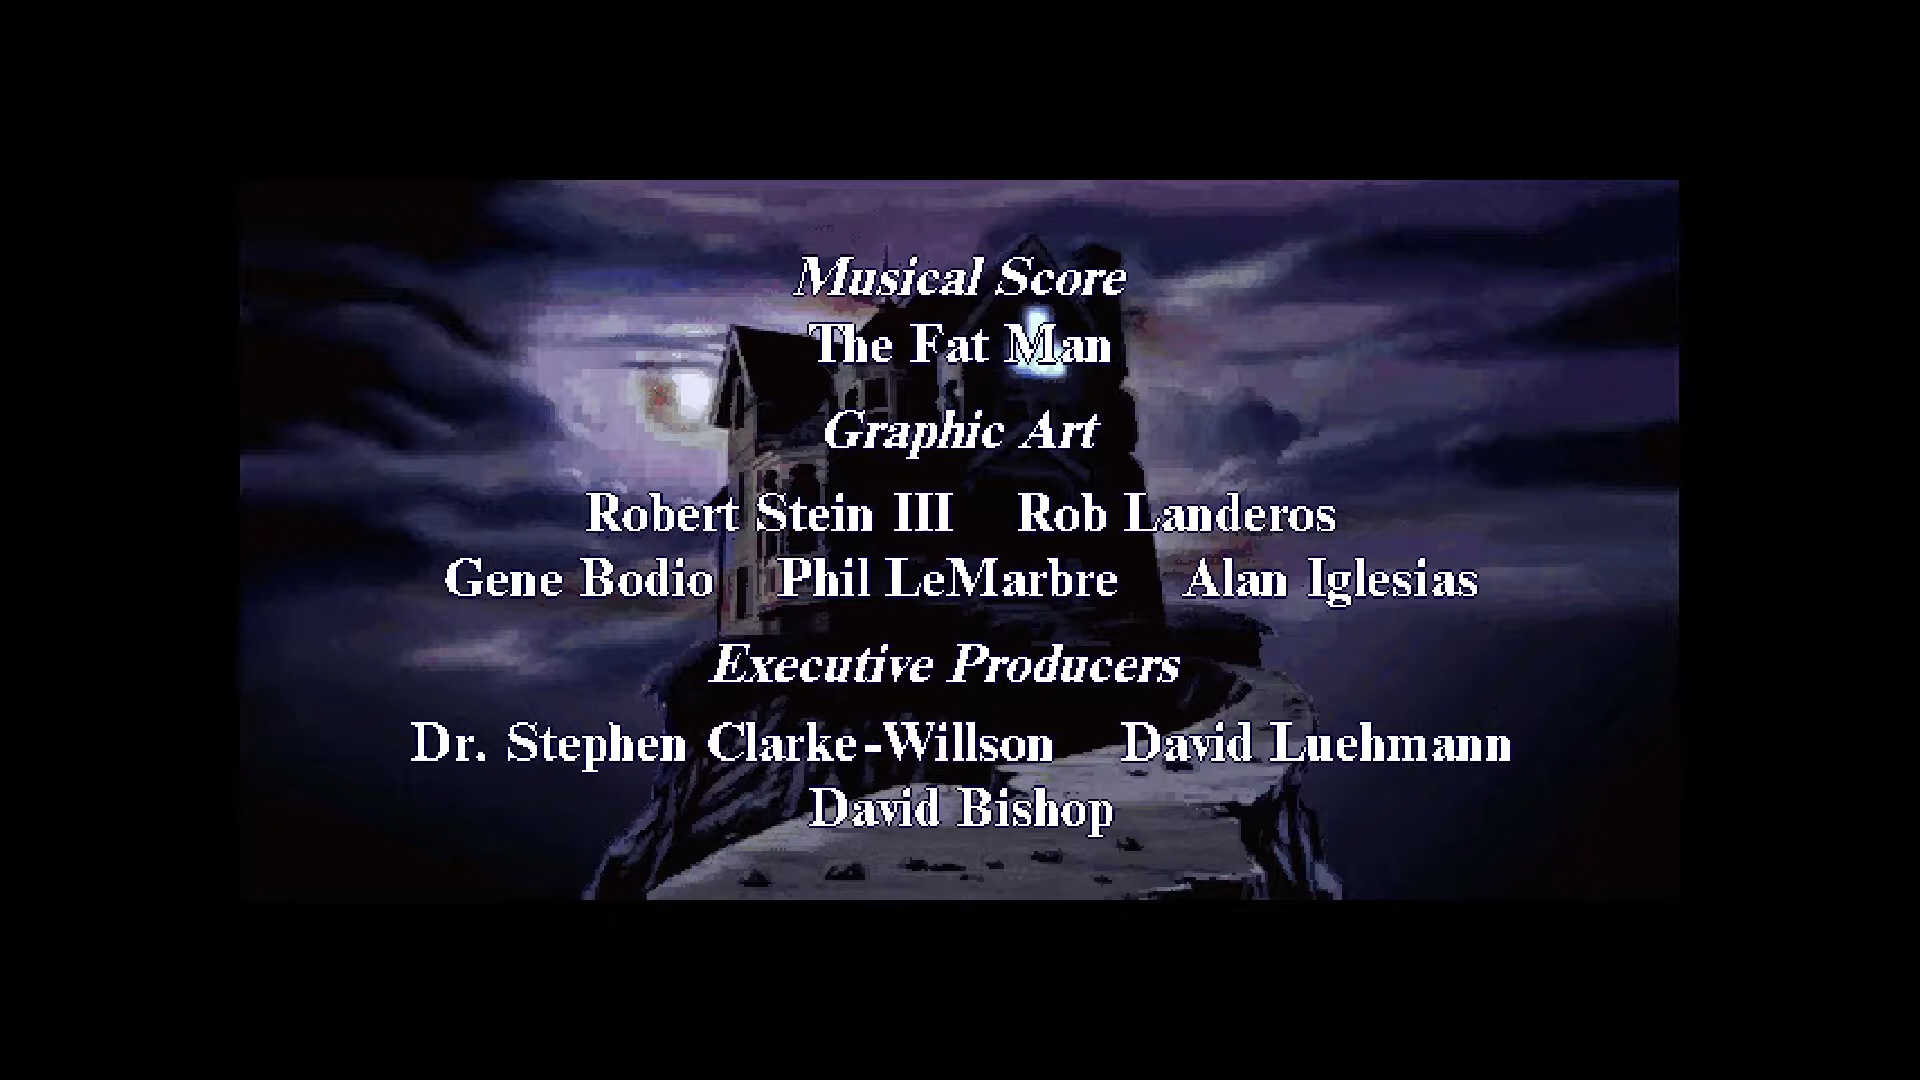 Musical Score
The Fat Man
Graphic Art
Robert Stein III Rob Landeros
Gene Bodio Phil LeMarbre Alan Iglesias
Executive Producers
Dr. Stephen Clarke-Willson David Luehmann
David Bishop